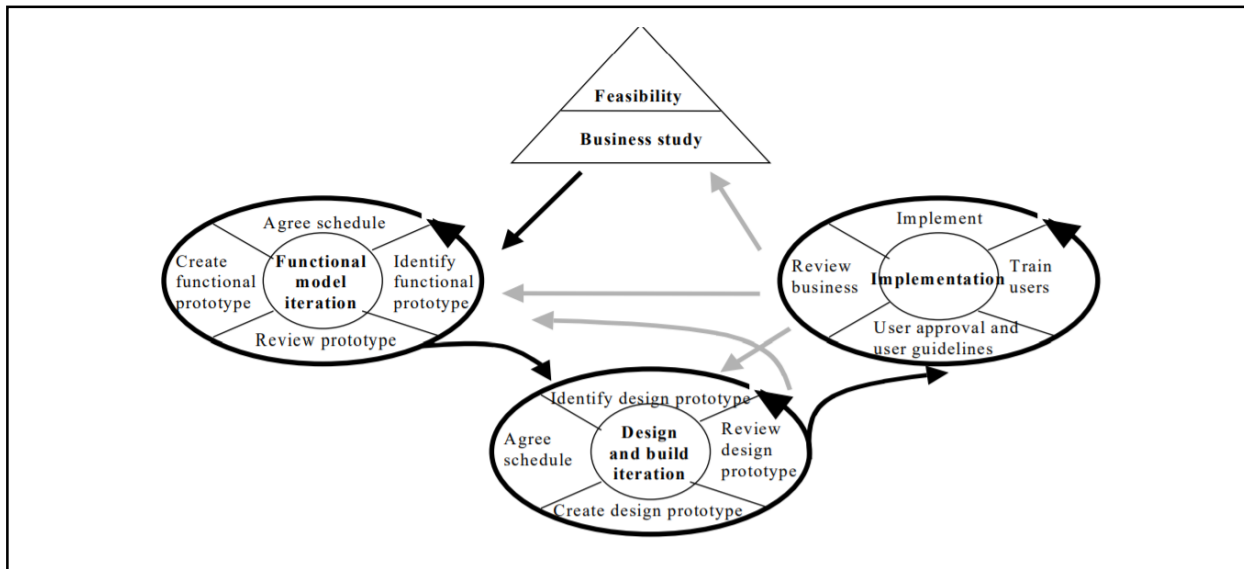 Feasibility
Business study
Agree schedule
Create
functional
prototype
Functional
model
iteration
Identify
functional
prototype
Review prototype
Implement
Review
business
Implementation
Train
users
User approval and
user guidelines
Identify design prototype
Agree
schedule
Design
and build
iteration
Review
design
prototype
Create design prototype